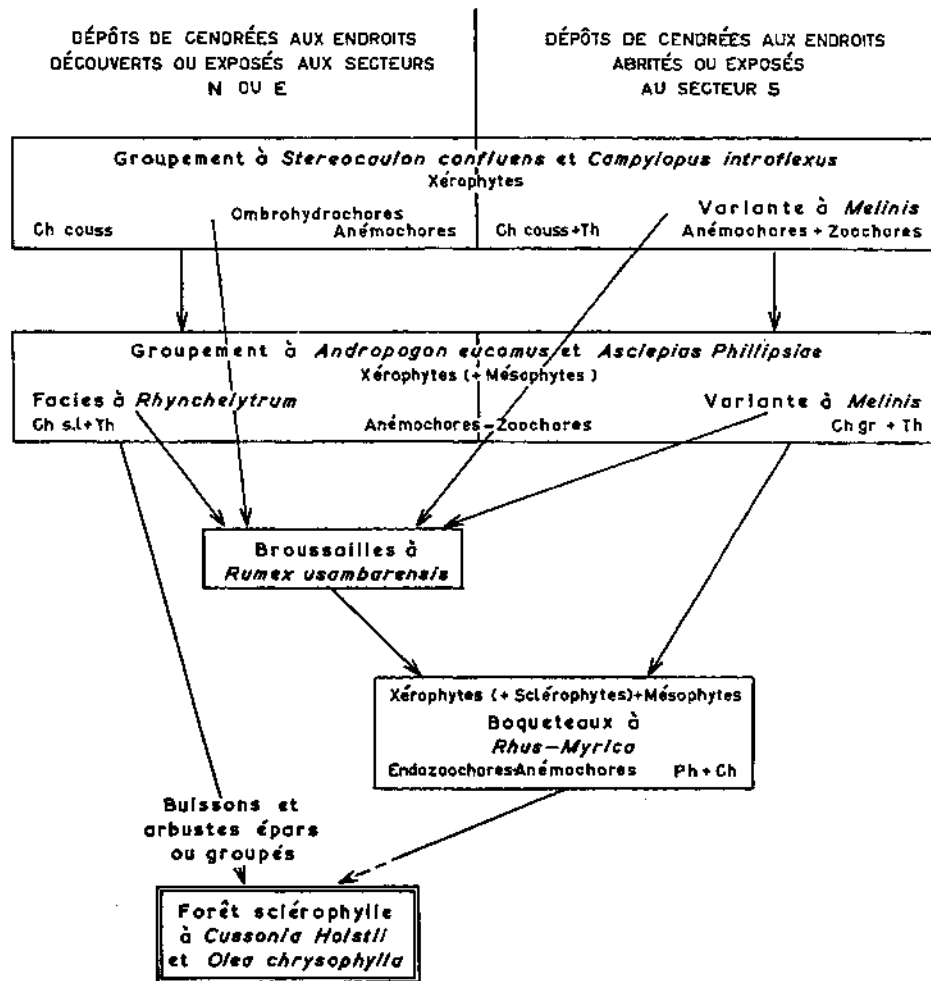 DÉPÔTS DE CENDRÉES AUX ENDROITS
DÉCOUVERTS OU EXPOSÉS AUX SECTEURS
N OU E
DÉPÔTS DE CENDRÉES AUX ENDROITS
ABRITÉS OU EXPOSÉS
AU SECTEUR S
Groupement à Stereocaulon confluens et Campylopus introflexus
Xérophytes
Ombrohydrochores
Variante à Melinis
Ch couss
Anémochores
Ch couss+Th
Anémochores + Zoochores
Groupement à Andropogon eucomus et Asclepias Phillipsiae
Xérophytes (+ Mésophytes)
Facies à Rhynchelytrum
Variante à Melinis
Ch s.l+Th
Anémochores-Zoochores
Ch gr + Th
Broussailles à
Rumex usambarensis
Xérophytes (+ Sclérophytes)+Mésophytes
Boqueteaux à
Rhus-Myrica
Endozoochores-Anémochores Ph + Ch
Buissons et
arbustes épars
ou groupés
Forêt sclérophylle
à Cussonia Holstii
et Olea chrysophylla